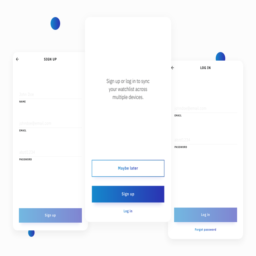 SIGN UP
NAME
EMAIL
PASSWORD
Sign up
Sign up or log in to sync
your watchlist across
multiple devices.
Maybe later
Sign up
Log in
LOG IN
EMAIL
PASSWORD
Log in
Forgot password?